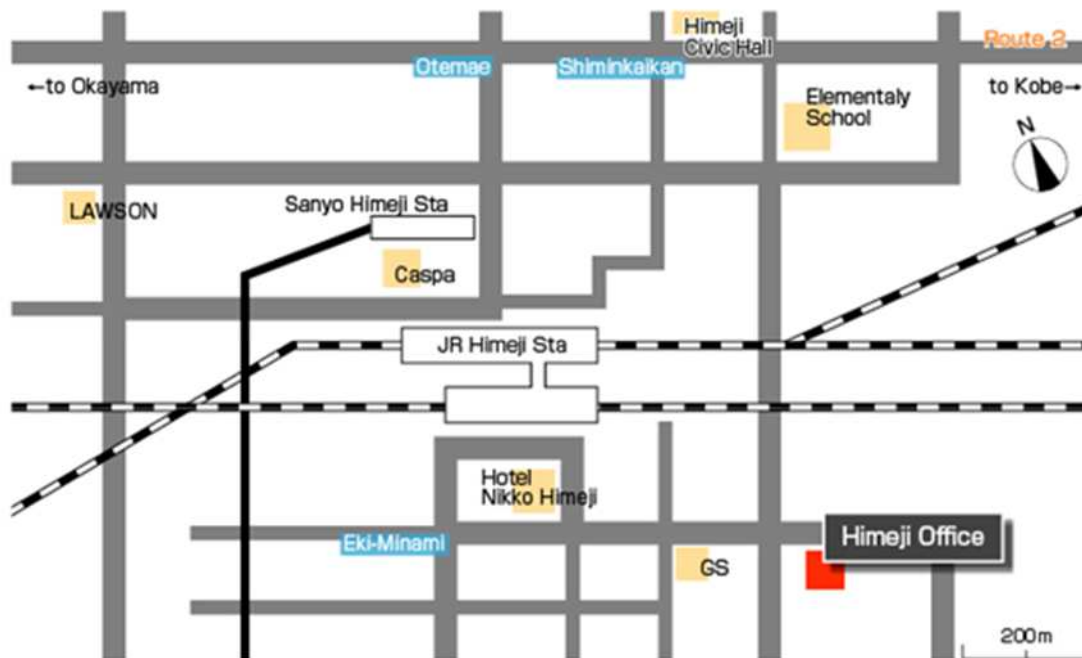 Himeji
Civic Hall
Route 2
Otemae
Shiminkaikan
←to Okayama
to Kobe→
Elementaly
School
N
LAWSON
Sanyo Himeji Sta
Caspa
JR Himeji Sta
Hotel
Nikko Himeji
Eki-Minami
Himeji Office
GS
200m